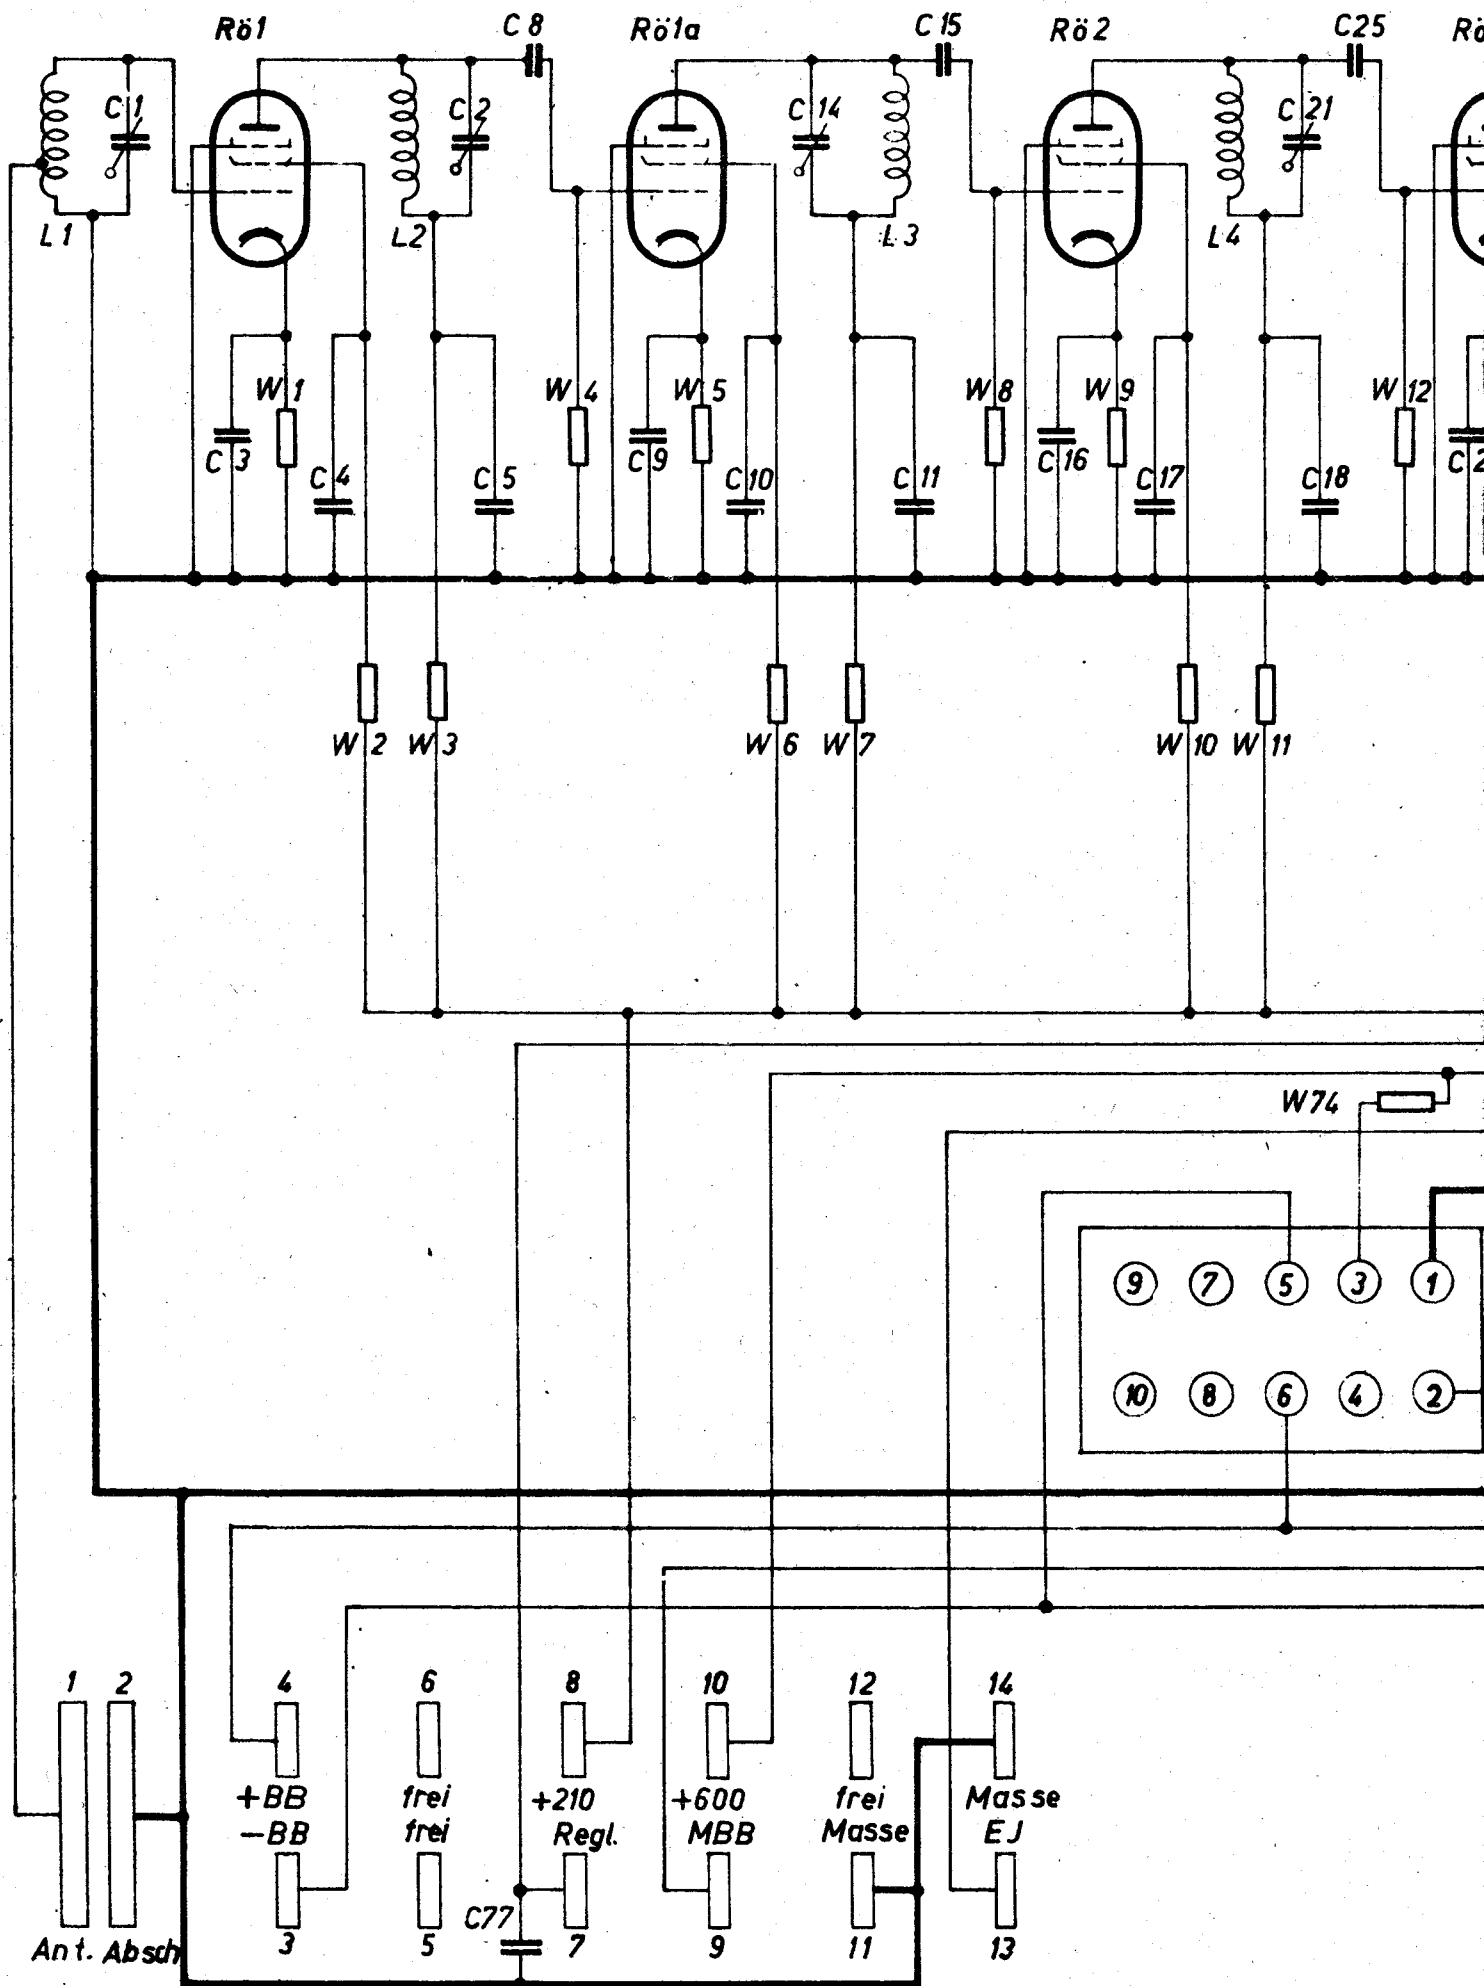 Rö1 C 8 Rö1a C 15 Rö 2 C25 Rö
C 1 C 2 C 14 C 21
L 1 L2 L 3 L 4
W 1 W 4 W 5 W 8 W 9 W 12
C 3 C 4 C 5 C 9 C 10 C 11 C 16 C 17 C 18 C 2
W 2 W 3 W 6 W 7 W 10 W 11
W74
9 7 5 3 1
10 8 6 4 2
1 2 4 6 8 10 12 14
+BB frei +210 +600 frei Masse
−BB frei Regl. MBB Masse EJ
C77
Ant. Absch 3 5 7 9 11 13